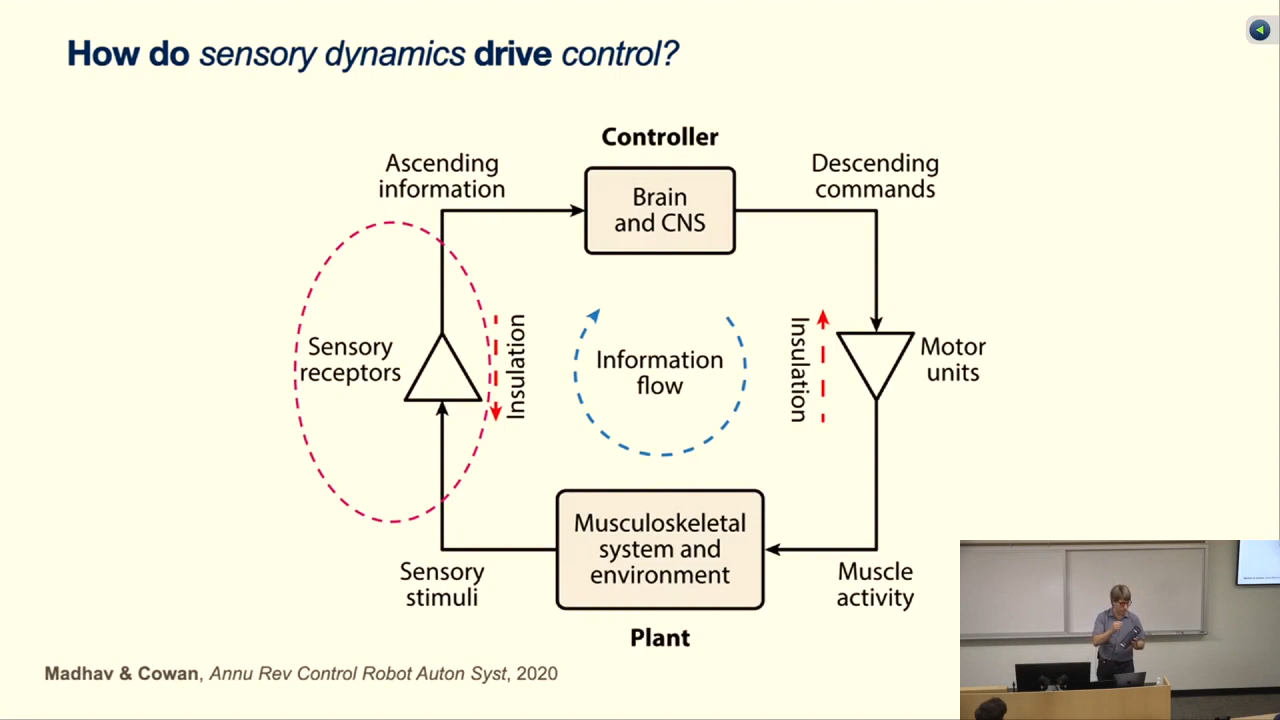 How do sensory dynamics drive control?
Controller
Ascending
information
Brain
and CNS
Descending
commands
Sensory
receptors
Insulation
Information
flow
Insulation
Motor
units
Musculoskeletal
system and
environment
Sensory
stimuli
Muscle
activity
Plant
Madhav & Cowan, Annu Rev Control Robot Auton Syst, 2020